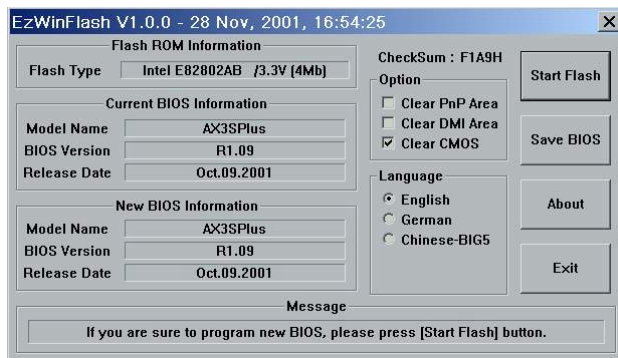 EzWinFlash V1.0.0 - 28 Nov, 2001, 16:54:25
Flash ROM Information
Flash Type Intel E82802AB /3.3V (4Mb)
Current BIOS Information
Model Name AX3SPlus
BIOS Version R1.09
Release Date Oct.09.2001
New BIOS Information
Model Name AX3SPlus
BIOS Version R1.09
Release Date Oct.09.2001
CheckSum : F1A9H
Option
Clear PnP Area
Clear DMI Area
Clear CMOS
Language
English
German
Chinese-BIG5
Start Flash
Save BIOS
About
Exit
Message
If you are sure to program new BIOS, please press [Start Flash] button.